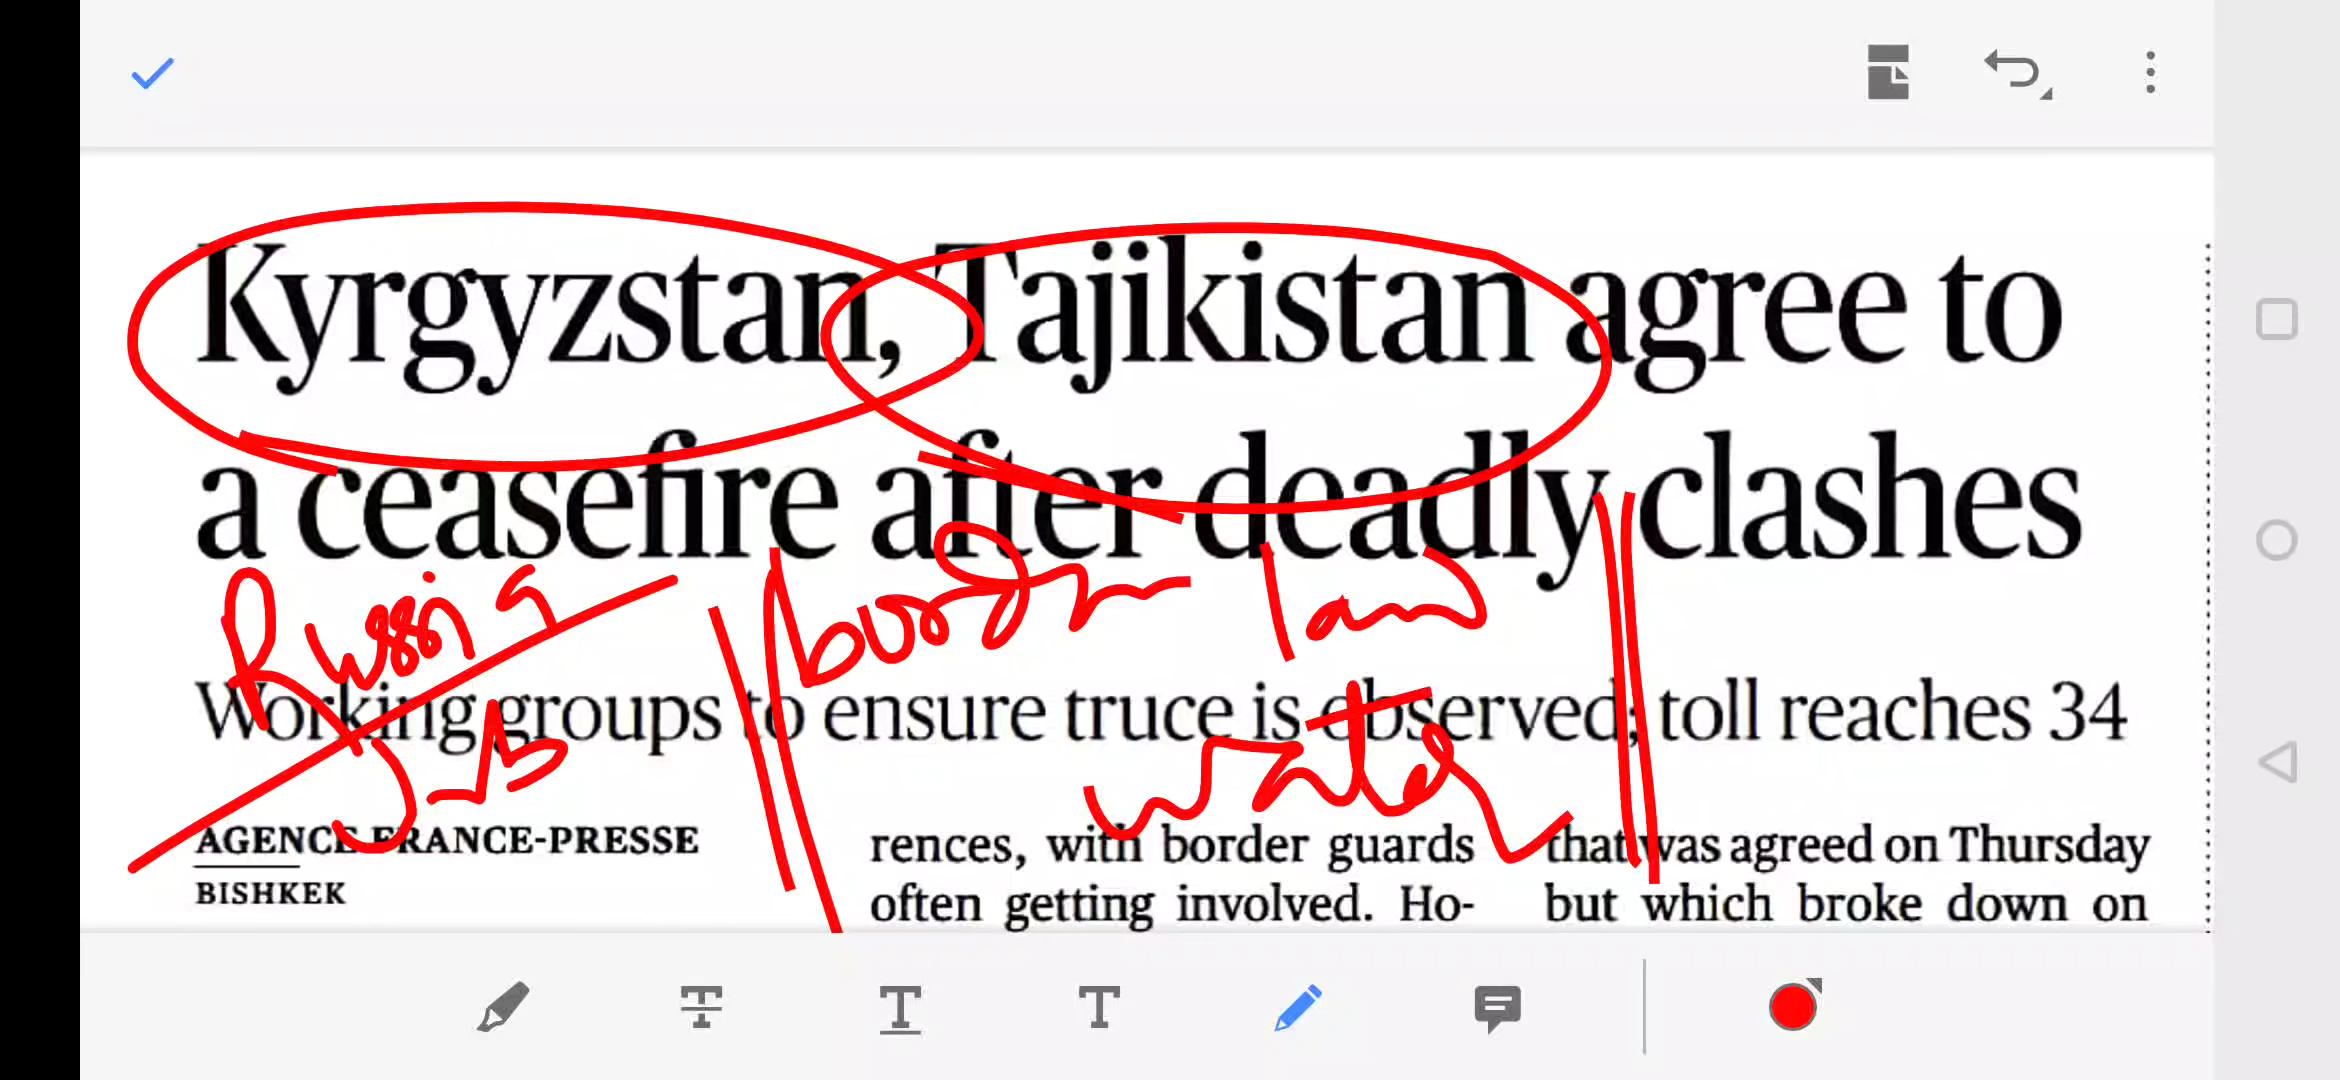 Kyrgyzstan, Tajikistan agree to
a ceasefire after deadly clashes
Russia
border land
Working groups to ensure truce is observed; toll reaches 34
water
AGENCE FRANCE-PRESSE
BISHKEK
rences, with border guards
often getting involved. Ho-
that was agreed on Thursday
but which broke down on